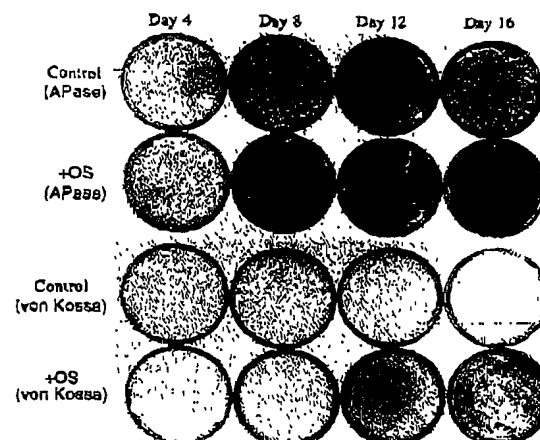 Day 4 Day 8 Day 12 Day 16
Control
(APase)
+OS
(APase)
Control
(von Kossa)
+OS
(von Kossa)